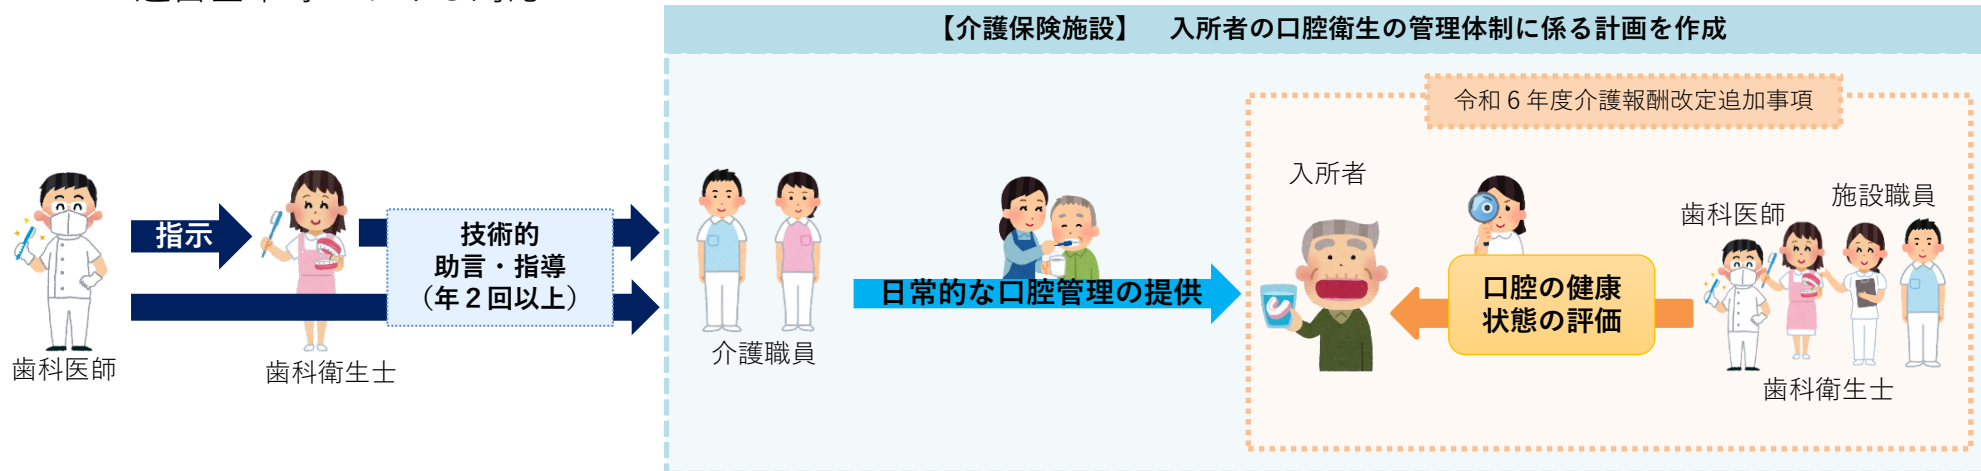 【介護保険施設】 入所者の口腔衛生の管理体制に係る計画を作成
令和６年度介護報酬改定追加事項
指示
技術的
助言・指導
（年２回以上）
歯科医師
歯科衛生士
介護職員
日常的な口腔管理の提供
入所者
口腔の健康
状態の評価
歯科医師
施設職員
歯科衛生士